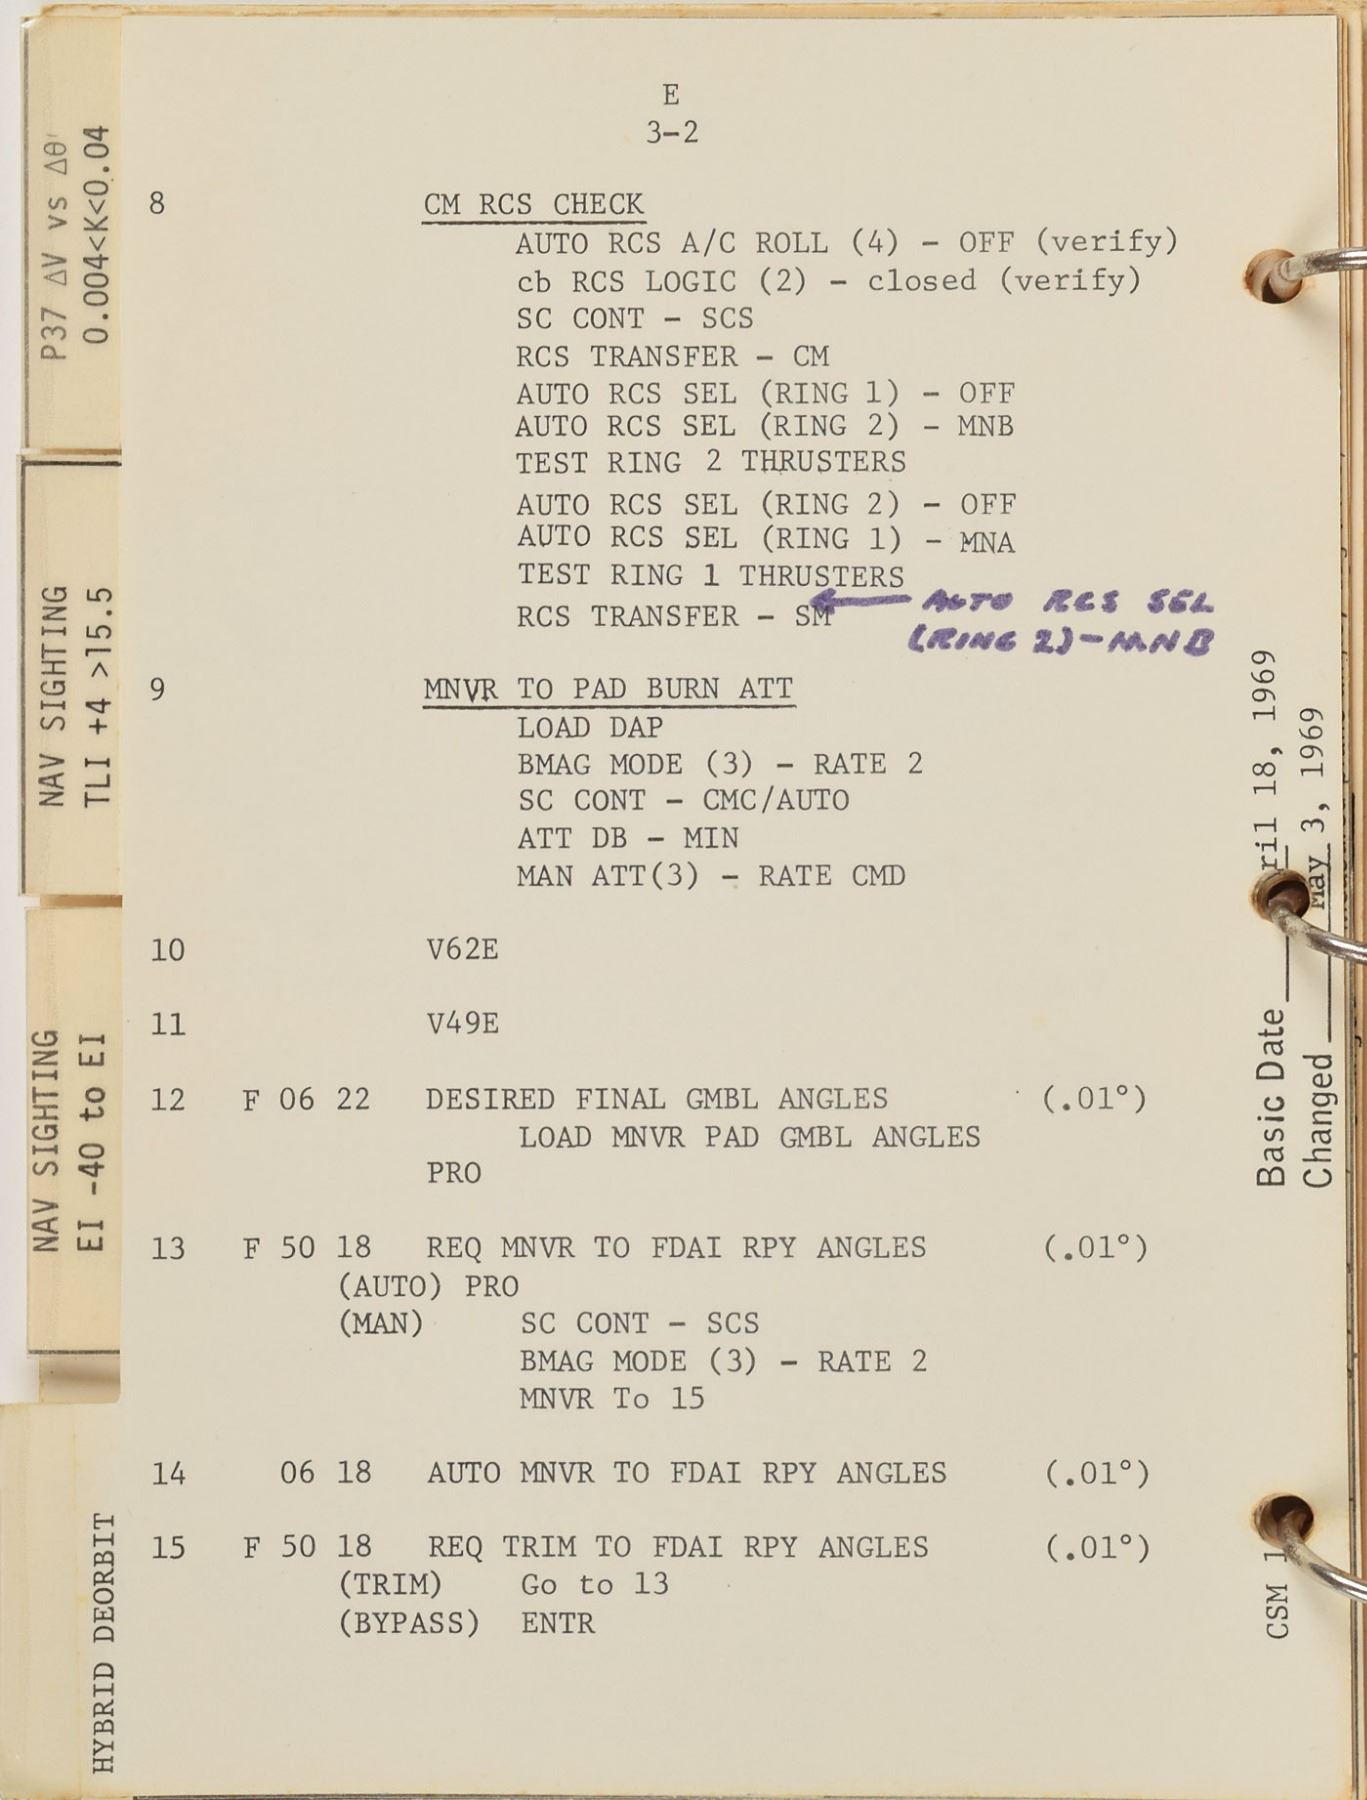 E
3-2
8 CM RCS CHECK
AUTO RCS A/C ROLL (4) - OFF (verify)
cb RCS LOGIC (2) - closed (verify)
SC CONT - SCS
RCS TRANSFER - CM
AUTO RCS SEL (RING 1) - OFF
AUTO RCS SEL (RING 2) - MNB
TEST RING 2 THRUSTERS
AUTO RCS SEL (RING 2) - OFF
AUTO RCS SEL (RING 1) - MNA
TEST RING 1 THRUSTERS
← AUTO RCS SEL
(RING 2) - MNB
RCS TRANSFER - SM
9 MNVR TO PAD BURN ATT
LOAD DAP
BMAG MODE (3) - RATE 2
SC CONT - CMC/AUTO
ATT DB - MIN
MAN ATT(3) - RATE CMD
10 V62E
11 V49E
12 F 06 22 DESIRED FINAL GMBL ANGLES (.01°)
LOAD MNVR PAD GMBL ANGLES
PRO
13 F 50 18 REQ MNVR TO FDAI RPY ANGLES (.01°)
(AUTO) PRO
(MAN) SC CONT - SCS
BMAG MODE (3) - RATE 2
MNVR To 15
14 06 18 AUTO MNVR TO FDAI RPY ANGLES (.01°)
15 F 50 18 REQ TRIM TO FDAI RPY ANGLES (.01°)
(TRIM) Go to 13
(BYPASS) ENTR
P37 ΔV vs Δθ'
0.004<K<0.04
NAV SIGHTING
TLI +4 >15.5
NAV SIGHTING
EI -40 to EI
HYBRID DEORBIT
Basic Date ril 18, 1969
Changed May 3, 1969
CSM 1